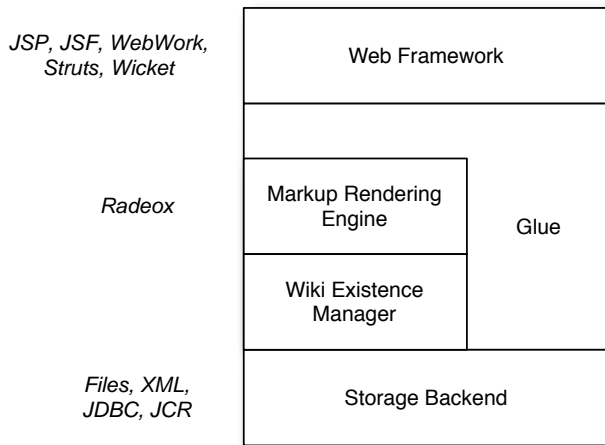 JSP, JSF, WebWork,
Struts, Wicket
Web Framework
Radeox
Markup Rendering
Engine
Glue
Wiki Existence
Manager
Files, XML,
JDBC, JCR
Storage Backend